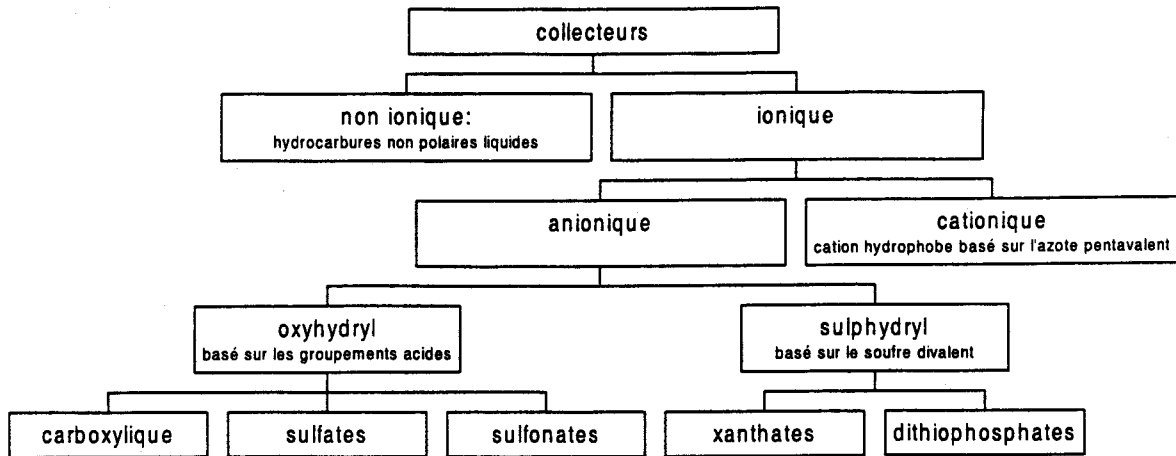 collecteurs
non ionique:
hydrocarbures non polaires liquides
ionique
anionique
cationique
cation hydrophobe basé sur l'azote pentavalent
oxyhydryl
basé sur les groupements acides
sulphydryl
basé sur le soufre divalent
carboxylique
sulfates
sulfonates
xanthates
dithiophosphates